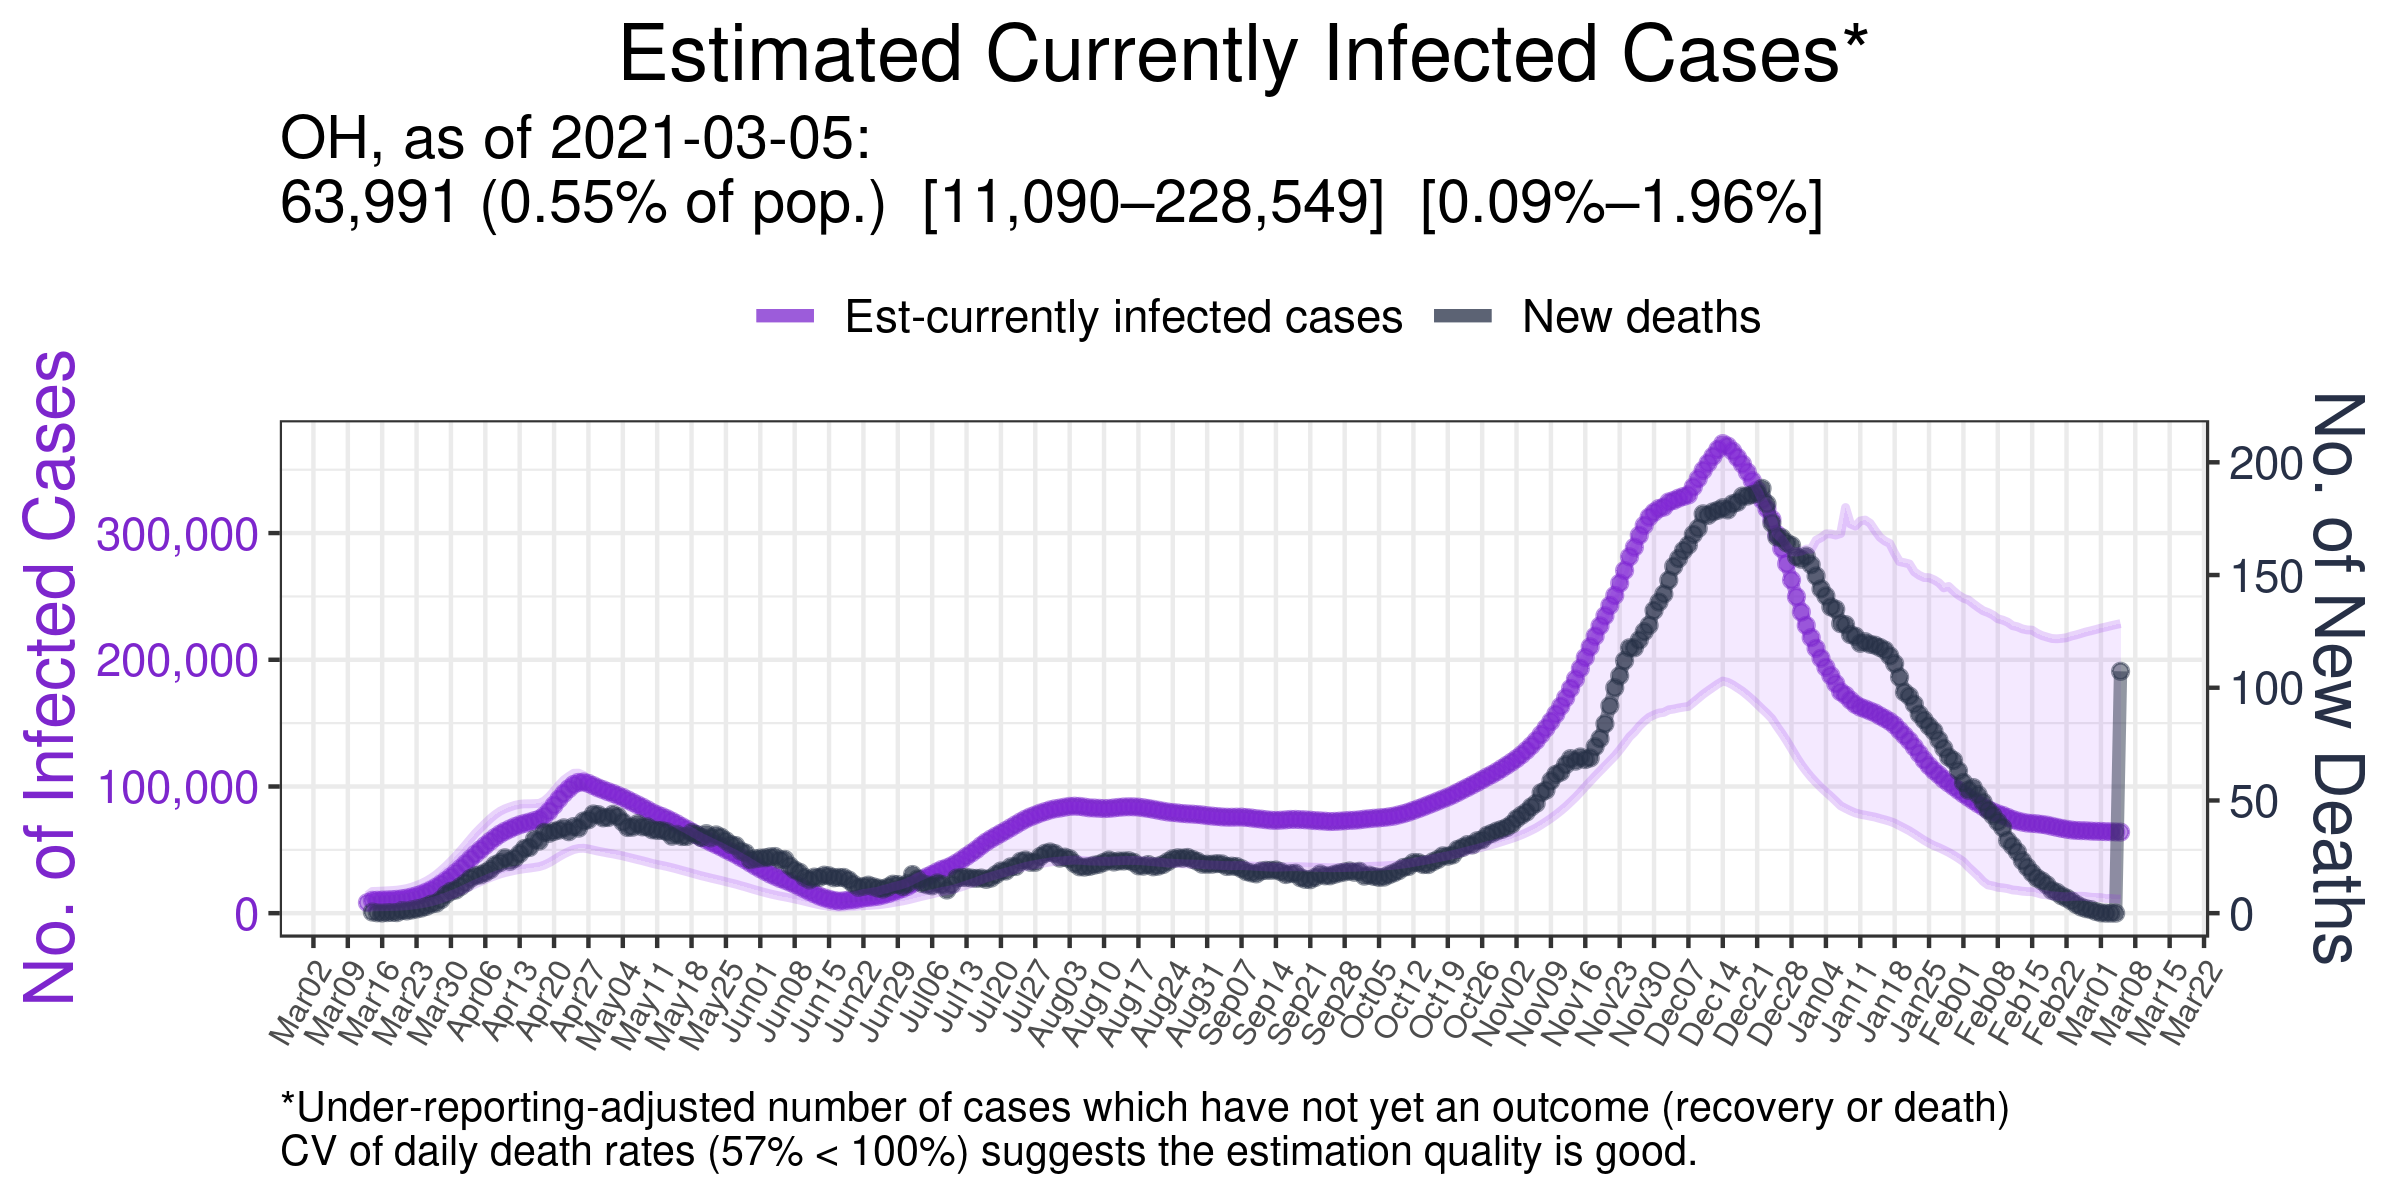 Estimated Currently Infected Cases*
OH, as of 2021-03-05:
63,991 (0.55% of pop.) [11,090–228,549] [0.09%–1.96%]
Est-currently infected cases
New deaths
No. of Infected Cases
300,000
200,000
100,000
0
200
150
100
50
0
No. of New Deaths
Mar02
Mar09
Mar16
Mar23
Mar30
Apr06
Apr13
Apr20
Apr27
May04
May11
May18
May25
Jun01
Jun08
Jun15
Jun22
Jun29
Jul06
Jul13
Jul20
Jul27
Aug03
Aug10
Aug17
Aug24
Aug31
Sep07
Sep14
Sep21
Sep28
Oct05
Oct12
Oct19
Oct26
Nov02
Nov09
Nov16
Nov23
Nov30
Dec07
Dec14
Dec21
Dec28
Jan04
Jan11
Jan18
Jan25
Feb01
Feb08
Feb15
Feb22
Mar01
Mar08
Mar15
Mar22
*Under-reporting-adjusted number of cases which have not yet an outcome (recovery or death)
CV of daily death rates (57% < 100%) suggests the estimation quality is good.